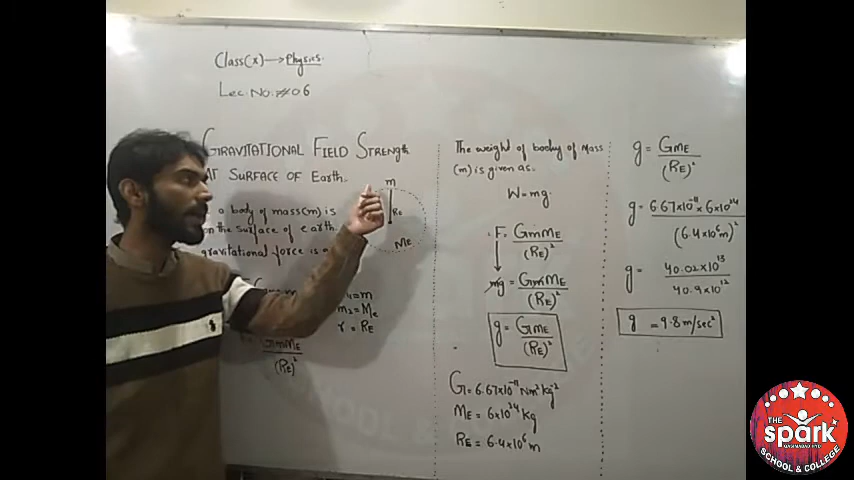 Class(x) → Physics.
Lec. No: # 06
GRAVITATIONAL FIELD STRENGTH
AT SURFACE OF Earth.
a body of mass(m) is
on the surface of earth.
gravitational force is
m
RE
ME
=m
m2 = Me
r = RE
GmME
(RE)²
The weight of body of Mass
(m) is given as.
W=mg.
F = GmME
(RE)²
mg = GmME
(RE)²
g = GME
(RE)²
G = 6.67×10⁻¹¹ Nm² kg⁻²
ME = 6×10²⁴ kg
RE = 6.4×10⁶ m
g = GME
(RE)²
g = 6.67×10⁻¹¹ × 6×10²⁴
(6.4×10⁶ m)²
g = 40.02×10¹³
40.9×10¹²
g = 9.8 m/sec²
the
spark
SCHOOL & COLLEGE